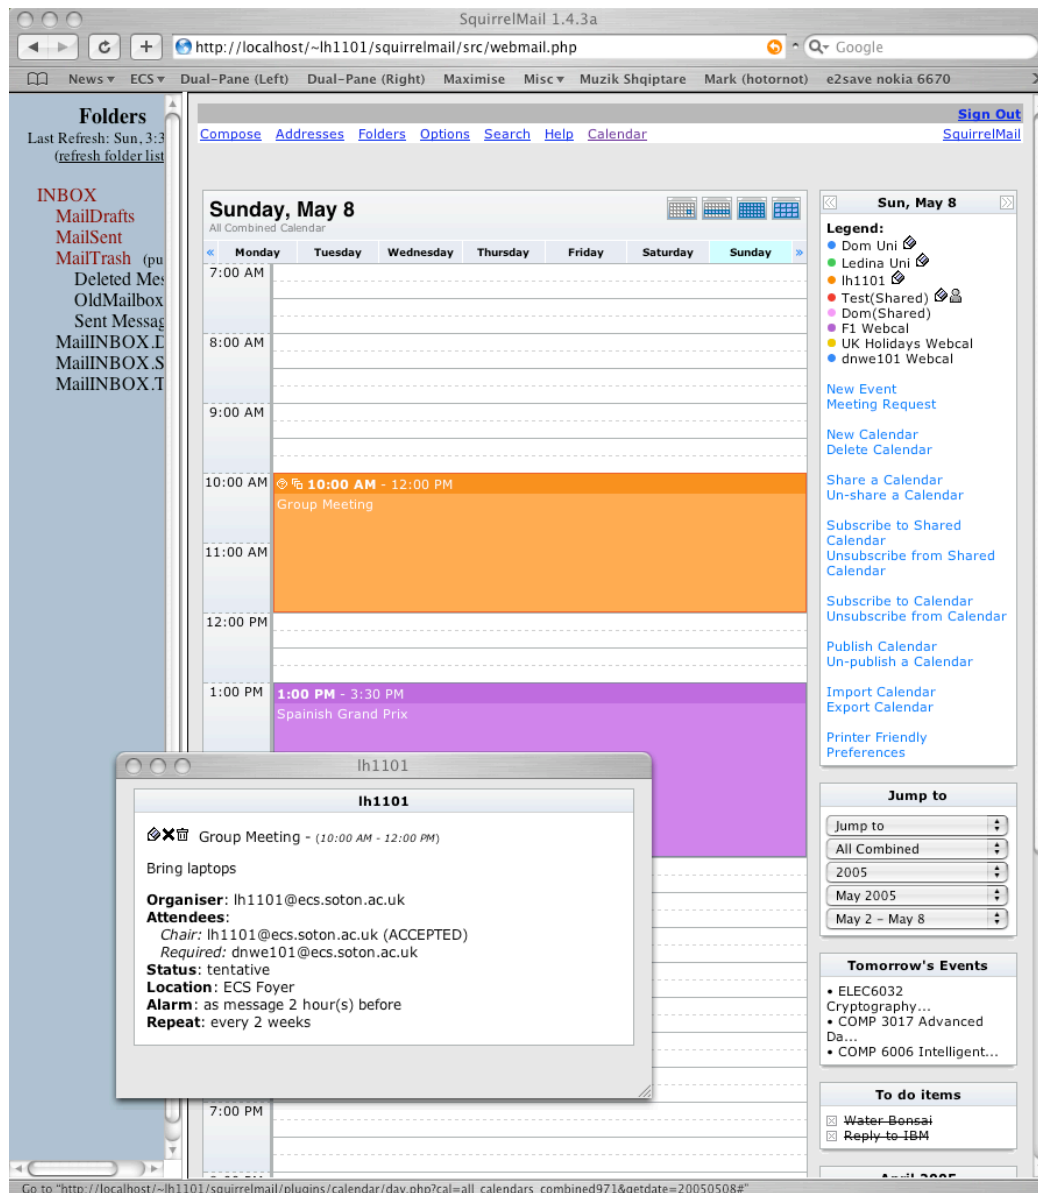 SquirrelMail 1.4.3a
http://localhost/~lh1101/squirrelmail/src/webmail.php
Google
News ECS Dual-Pane (Left) Dual-Pane (Right) Maximise Misc Muzik Shqiptare Mark (hotornot) e2save nokia 6670
Folders
Last Refresh: Sun, 3:3
(refresh folder list
INBOX
MailDrafts
MailSent
MailTrash (pu
Deleted Mes
OldMailbox
Sent Messag
MailINBOX.D
MailINBOX.S
MailINBOX.T
Sign Out
Compose Addresses Folders Options Search Help Calendar SquirrelMail
Sunday, May 8
All Combined Calendar
« Monday Tuesday Wednesday Thursday Friday Saturday Sunday »
7:00 AM
8:00 AM
9:00 AM
10:00 AM 10:00 AM - 12:00 PM
Group Meeting
11:00 AM
12:00 PM
1:00 PM 1:00 PM - 3:30 PM
Spainish Grand Prix
7:00 PM
Sun, May 8
Legend:
Dom Uni
Ledina Uni
lh1101
Test(Shared)
Dom(Shared)
F1 Webcal
UK Holidays Webcal
dnwe101 Webcal
New Event
Meeting Request
New Calendar
Delete Calendar
Share a Calendar
Un-share a Calendar
Subscribe to Shared
Calendar
Unsubscribe from Shared
Calendar
Subscribe to Calendar
Unsubscribe from Calendar
Publish Calendar
Un-publish a Calendar
Import Calendar
Export Calendar
Printer Friendly
Preferences
Jump to
Jump to
All Combined
2005
May 2005
May 2 – May 8
Tomorrow's Events
• ELEC6032
Cryptography...
• COMP 3017 Advanced
Da...
• COMP 6006 Intelligent...
To do items
Water Bonsai
Reply to IBM
April 2005
lh1101
lh1101
Group Meeting - (10:00 AM - 12:00 PM)
Bring laptops
Organiser: lh1101@ecs.soton.ac.uk
Attendees:
Chair: lh1101@ecs.soton.ac.uk (ACCEPTED)
Required: dnwe101@ecs.soton.ac.uk
Status: tentative
Location: ECS Foyer
Alarm: as message 2 hour(s) before
Repeat: every 2 weeks
Go to "http://localhost/~lh1101/squirrelmail/plugins/calendar/day.php?cal=all_calendars_combined971&getdate=20050508#"